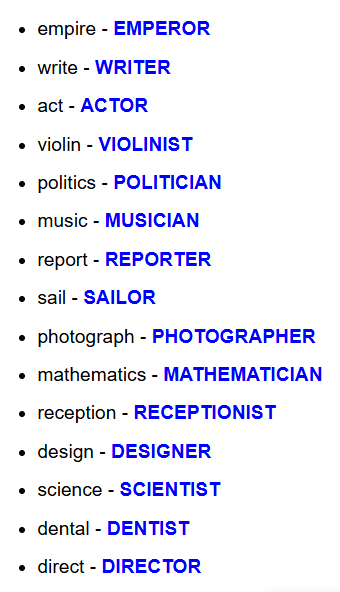 • empire - EMPEROR
• write - WRITER
• act - ACTOR
• violin - VIOLINIST
• politics - POLITICIAN
• music - MUSICIAN
• report - REPORTER
• sail - SAILOR
• photograph - PHOTOGRAPHER
• mathematics - MATHEMATICIAN
• reception - RECEPTIONIST
• design - DESIGNER
• science - SCIENTIST
• dental - DENTIST
• direct - DIRECTOR